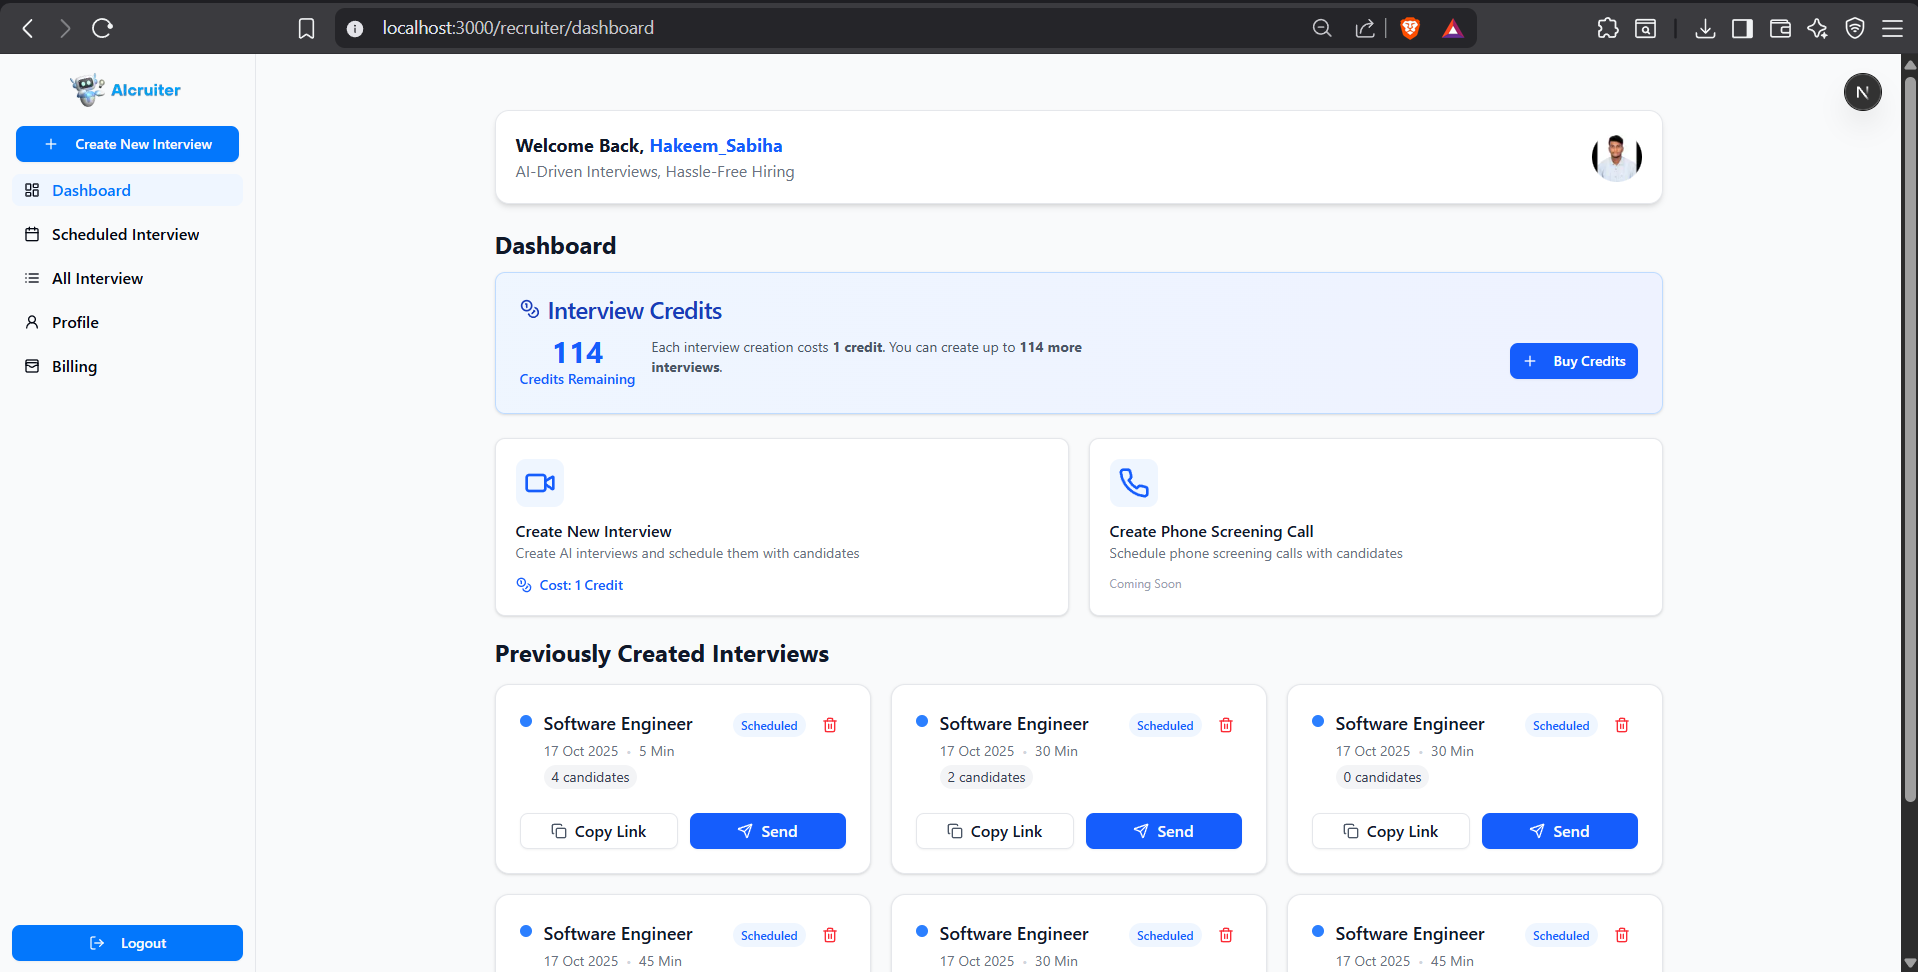 localhost:3000/recruiter/dashboard
AIcruiter
Create New Interview
Dashboard
Scheduled Interview
All Interview
Profile
Billing
Logout
N
Welcome Back, Hakeem_Sabiha
AI-Driven Interviews, Hassle-Free Hiring
Dashboard
Interview Credits
114
Credits Remaining
Each interview creation costs 1 credit. You can create up to 114 more
interviews.
Buy Credits
Create New Interview
Create AI interviews and schedule them with candidates
Cost: 1 Credit
Create Phone Screening Call
Schedule phone screening calls with candidates
Coming Soon
Previously Created Interviews
Software Engineer Scheduled
17 Oct 2025 • 5 Min
4 candidates
Copy Link Send
Software Engineer Scheduled
17 Oct 2025 • 30 Min
2 candidates
Copy Link Send
Software Engineer Scheduled
17 Oct 2025 • 30 Min
0 candidates
Copy Link Send
Software Engineer Scheduled
17 Oct 2025 • 45 Min
Software Engineer Scheduled
17 Oct 2025 • 30 Min
Software Engineer Scheduled
17 Oct 2025 • 45 Min